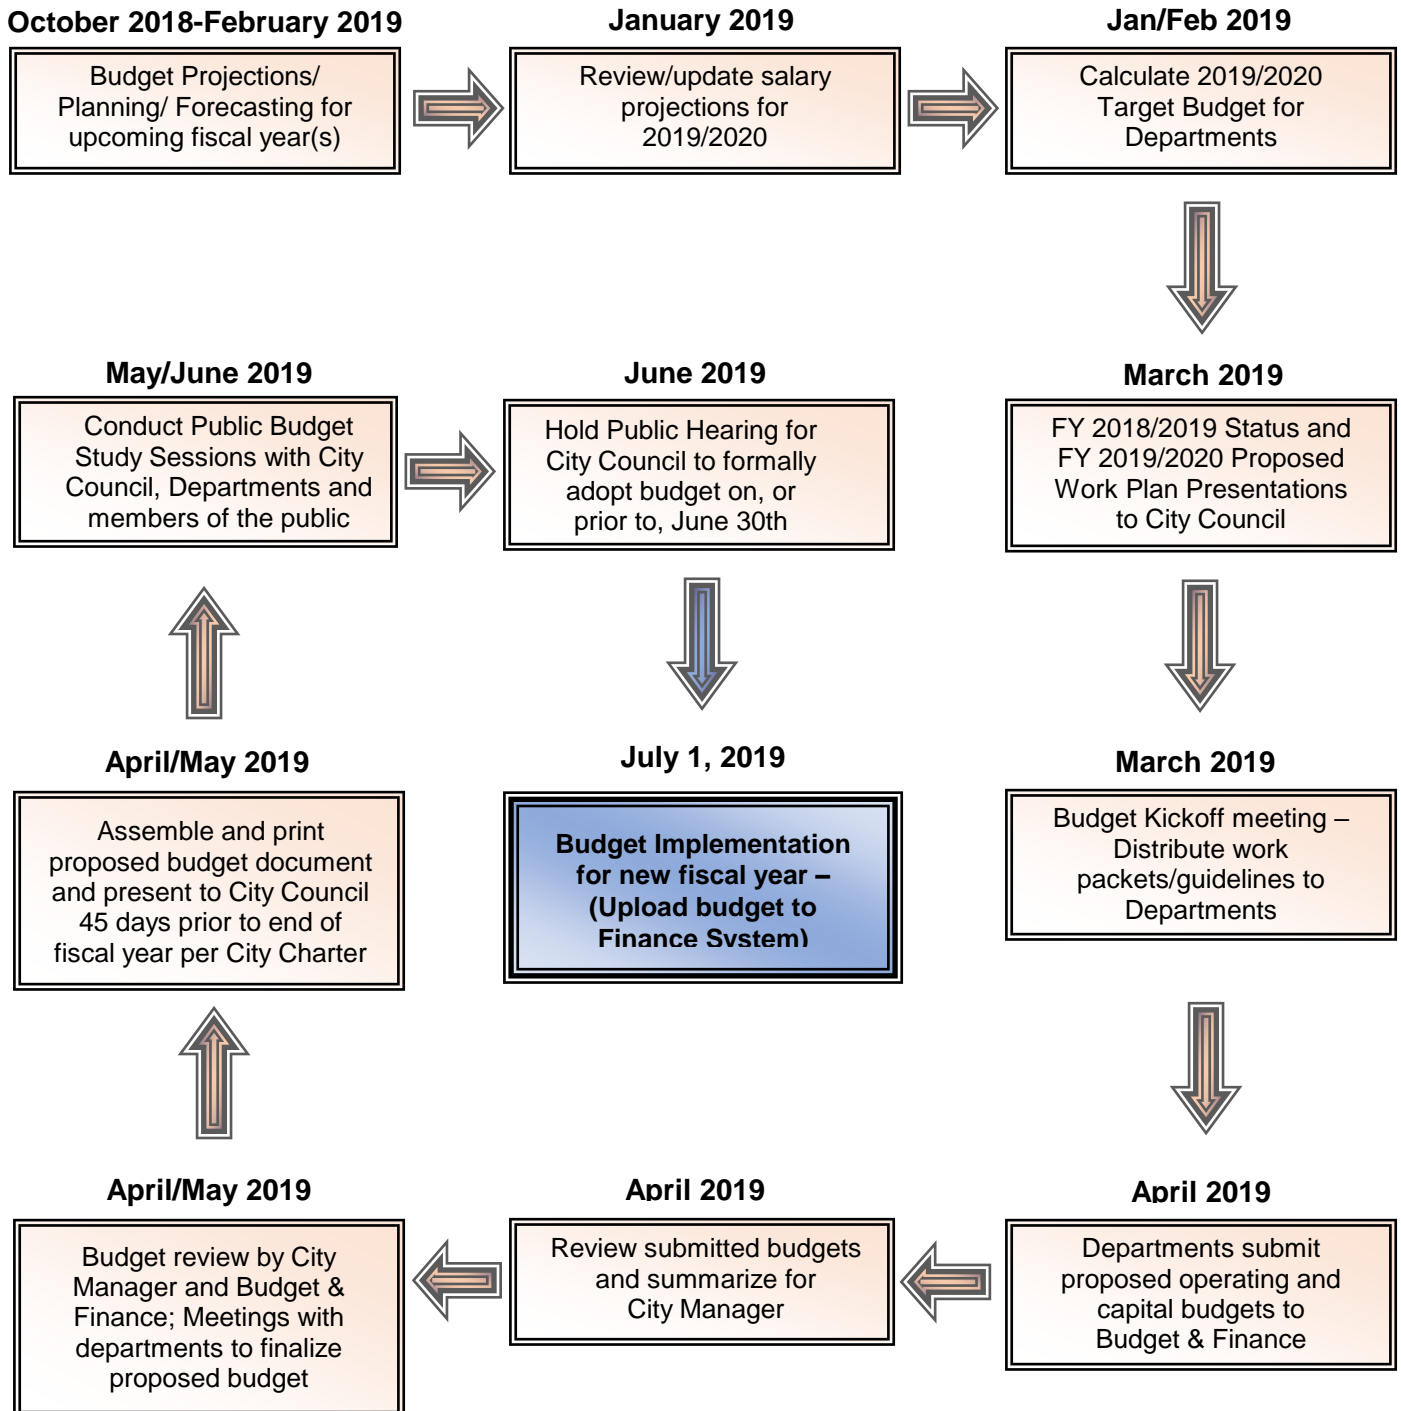 October 2018-February 2019
Budget Projections/
Planning/ Forecasting for
upcoming fiscal year(s)
January 2019
Review/update salary
projections for
2019/2020
Jan/Feb 2019
Calculate 2019/2020
Target Budget for
Departments
March 2019
FY 2018/2019 Status and
FY 2019/2020 Proposed
Work Plan Presentations
to City Council
March 2019
Budget Kickoff meeting –
Distribute work
packets/guidelines to
Departments
April 2019
Departments submit
proposed operating and
capital budgets to
Budget & Finance
April 2019
Review submitted budgets
and summarize for
City Manager
April/May 2019
Budget review by City
Manager and Budget &
Finance; Meetings with
departments to finalize
proposed budget
April/May 2019
Assemble and print
proposed budget document
and present to City Council
45 days prior to end of
fiscal year per City Charter
May/June 2019
Conduct Public Budget
Study Sessions with City
Council, Departments and
members of the public
June 2019
Hold Public Hearing for
City Council to formally
adopt budget on, or
prior to, June 30th
July 1, 2019
Budget Implementation
for new fiscal year –
(Upload budget to
Finance System)